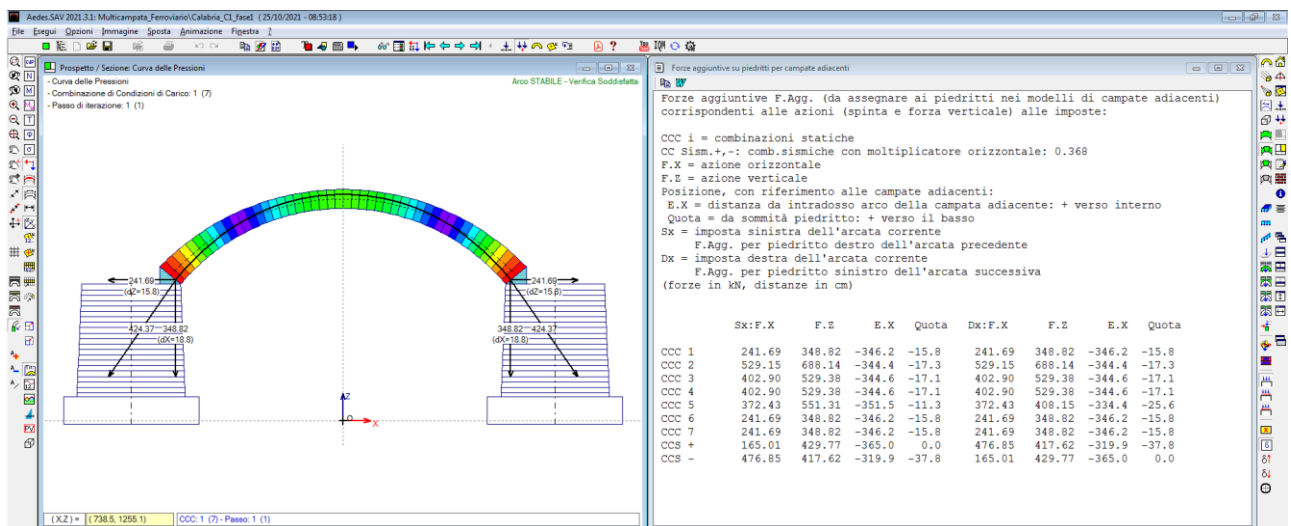 Aedes.SAV 2021.3.1: Multicampata_Ferroviario\Calabria_C1_fase1 (25/10/2021 - 08:53:18 )
File Esegui Opzioni Immagine Sposta Animazione Finestra ?
Prospetto / Sezione: Curva delle Pressioni
- Curva delle Pressioni
Arco STABILE - Verifica Soddisfatta
- Combinazione di Condizioni di Carico: 1 (7)
- Passo di iterazione: 1 (1)
241.69
(dZ=15.8)
424.37
348.82
(dX=18.8)
241.69
(dZ=15.8)
348.82
424.37
(dX=18.8)
Z
O
X
(X,Z) = (738.5, 1255.1) CCC: 1 (7) - Passo: 1 (1)
Forze aggiuntive su piedritti per campate adiacenti
Forze aggiuntive F.Agg. (da assegnare ai piedritti nei modelli di campate adiacenti)
corrispondenti alle azioni (spinta e forza verticale) alle imposte:
CCC i = combinazioni statiche
CC Sism.+,-: comb.sismiche con moltiplicatore orizzontale: 0.368
F.X = azione orizzontale
F.Z = azione verticale
Posizione, con riferimento alle campate adiacenti:
E.X = distanza da intradosso arco della campata adiacente: + verso interno
Quota = da sommità piedritto: + verso il basso
Sx = imposta sinistra dell'arcata corrente
F.Agg. per piedritto destro dell'arcata precedente
Dx = imposta destra dell'arcata corrente
F.Agg. per piedritto sinistro dell'arcata successiva
(forze in kN, distanze in cm)
Sx:F.X F.Z E.X Quota Dx:F.X F.Z E.X Quota
CCC 1 241.69 348.82 -346.2 -15.8 241.69 348.82 -346.2 -15.8
CCC 2 529.15 688.14 -344.4 -17.3 529.15 688.14 -344.4 -17.3
CCC 3 402.90 529.38 -344.6 -17.1 402.90 529.38 -344.6 -17.1
CCC 4 402.90 529.38 -344.6 -17.1 402.90 529.38 -344.6 -17.1
CCC 5 372.43 551.31 -351.5 -11.3 372.43 408.15 -334.4 -25.6
CCC 6 241.69 348.82 -346.2 -15.8 241.69 348.82 -346.2 -15.8
CCC 7 241.69 348.82 -346.2 -15.8 241.69 348.82 -346.2 -15.8
CCS + 165.01 429.77 -365.0 0.0 476.85 417.62 -319.9 -37.8
CCS - 476.85 417.62 -319.9 -37.8 165.01 429.77 -365.0 0.0